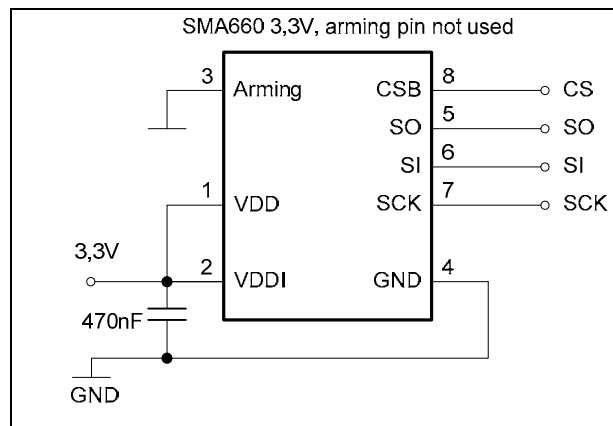 SMA660 3,3V, arming pin not used
3 Arming CSB 8 CS
SO 5 SO
SI 6 SI
1 VDD SCK 7 SCK
3,3V
2 VDDI GND 4
470nF
GND